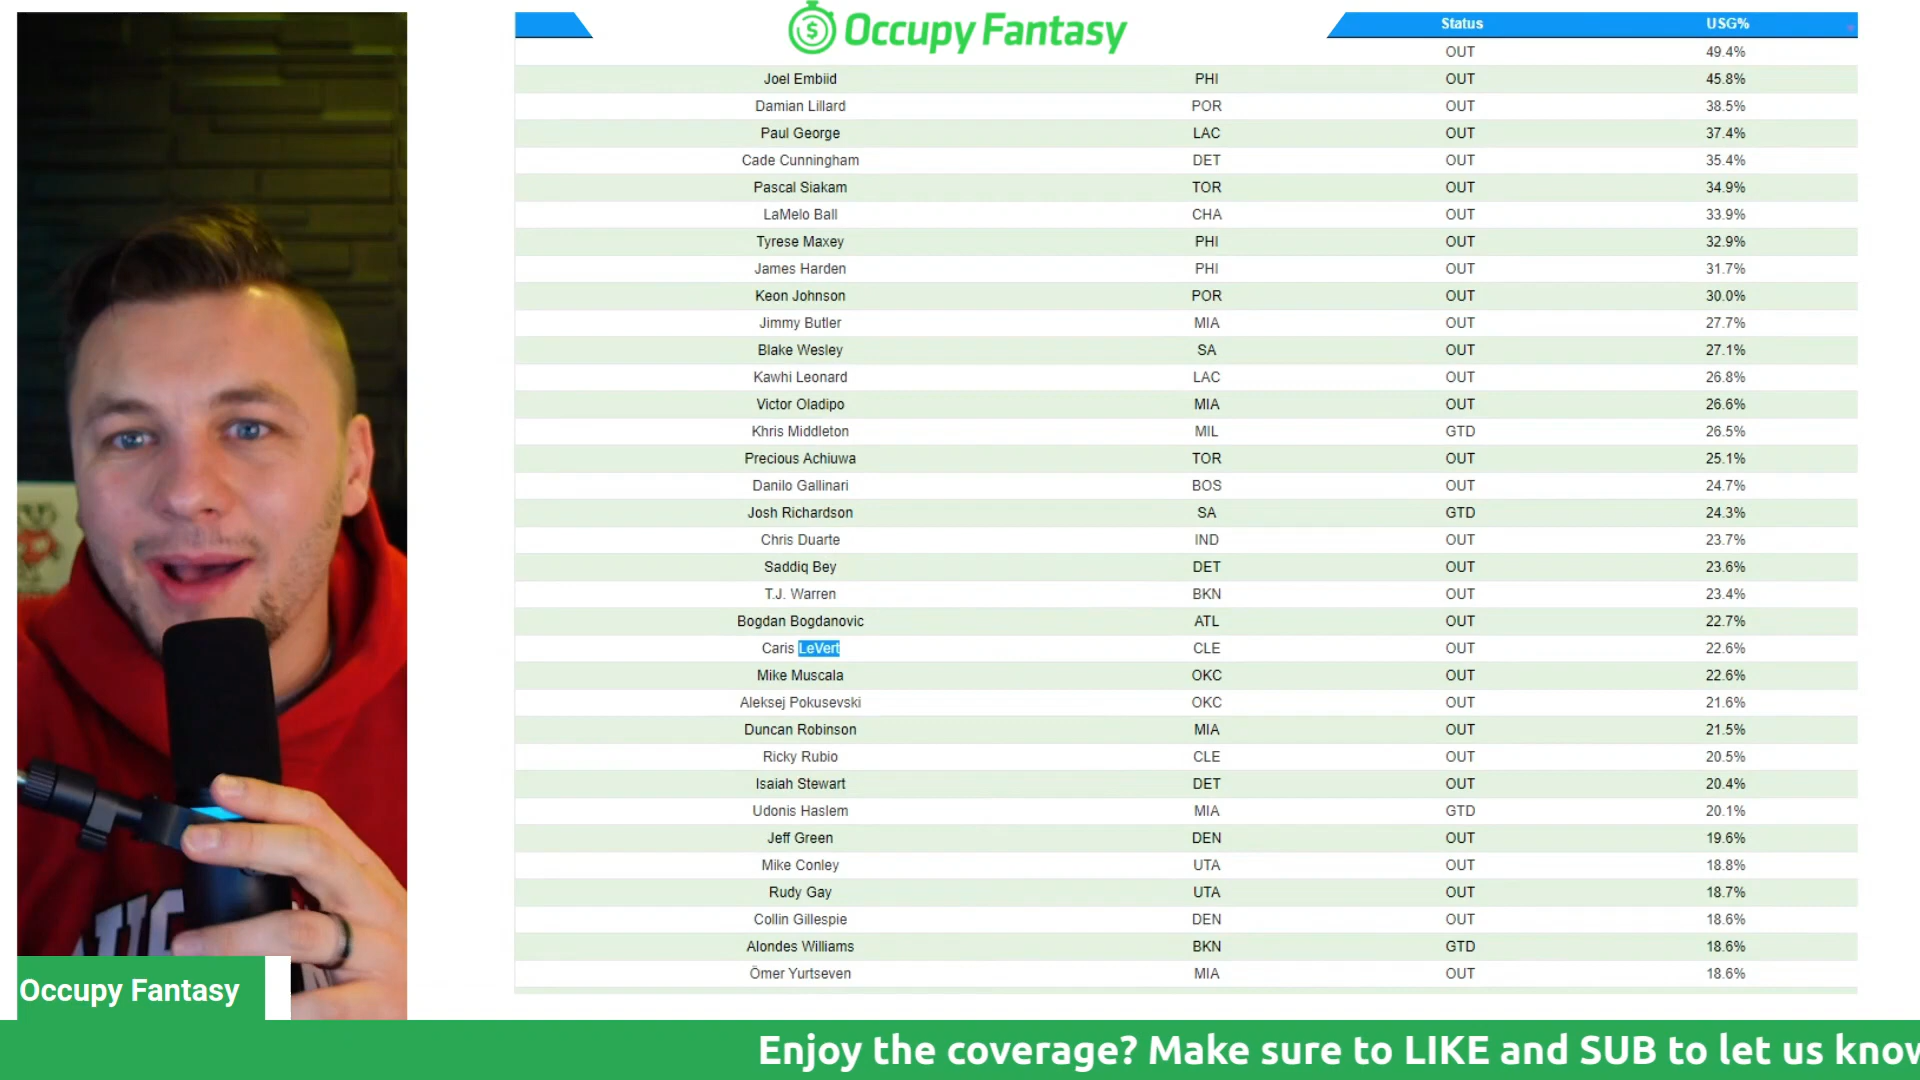 Occupy Fantasy
Status USG%
OUT 49.4%
Joel Embiid PHI OUT 45.8%
Damian Lillard POR OUT 38.5%
Paul George LAC OUT 37.4%
Cade Cunningham DET OUT 35.4%
Pascal Siakam TOR OUT 34.9%
LaMelo Ball CHA OUT 33.9%
Tyrese Maxey PHI OUT 32.9%
James Harden PHI OUT 31.7%
Keon Johnson POR OUT 30.0%
Jimmy Butler MIA OUT 27.7%
Blake Wesley SA OUT 27.1%
Kawhi Leonard LAC OUT 26.8%
Victor Oladipo MIA OUT 26.6%
Khris Middleton MIL GTD 26.5%
Precious Achiuwa TOR OUT 25.1%
Danilo Gallinari BOS OUT 24.7%
Josh Richardson SA GTD 24.3%
Chris Duarte IND OUT 23.7%
Saddiq Bey DET OUT 23.6%
T.J. Warren BKN OUT 23.4%
Bogdan Bogdanovic ATL OUT 22.7%
Caris LeVert CLE OUT 22.6%
Mike Muscala OKC OUT 22.6%
Aleksej Pokusevski OKC OUT 21.6%
Duncan Robinson MIA OUT 21.5%
Ricky Rubio CLE OUT 20.5%
Isaiah Stewart DET OUT 20.4%
Udonis Haslem MIA GTD 20.1%
Jeff Green DEN OUT 19.6%
Mike Conley UTA OUT 18.8%
Rudy Gay UTA OUT 18.7%
Collin Gillespie DEN OUT 18.6%
Alondes Williams BKN GTD 18.6%
Ömer Yurtseven MIA OUT 18.6%
Occupy Fantasy
Enjoy the coverage? Make sure to LIKE and SUB to let us know